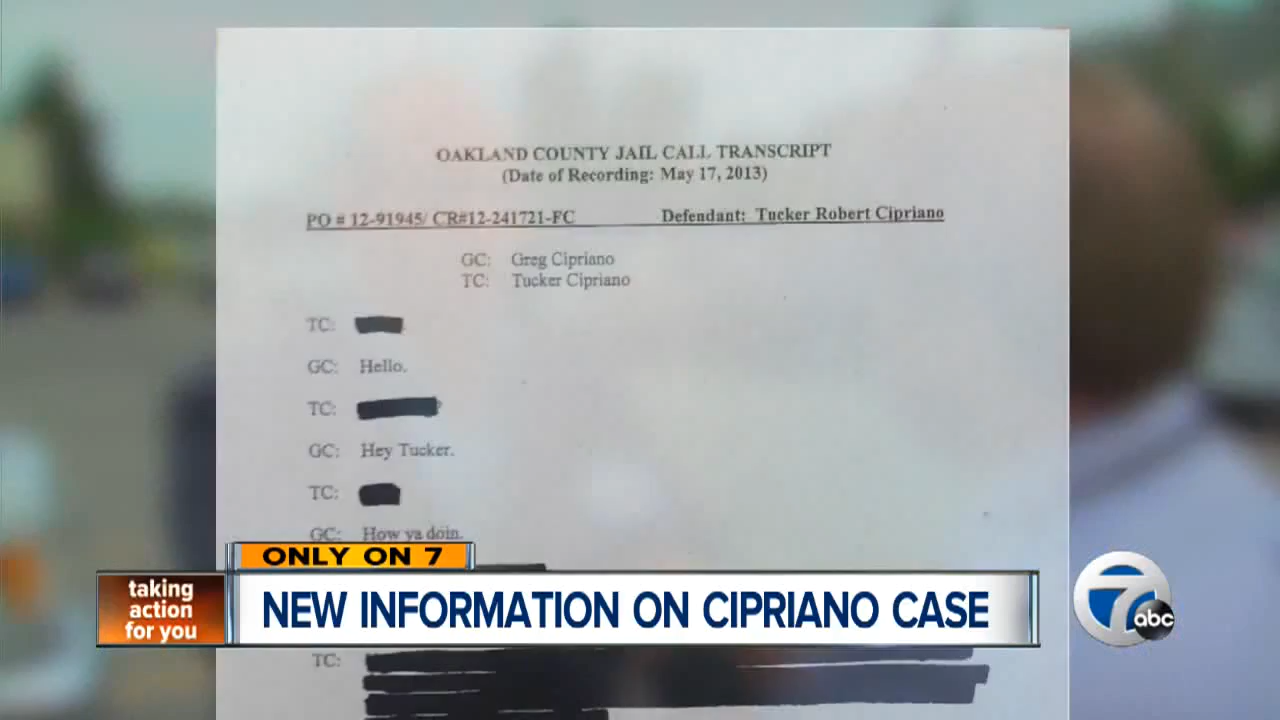 OAKLAND COUNTY JAIL CALL TRANSCRIPT
(Date of Recording: May 17, 2013)
PO # 12-91945/ CR#12-241721-FC Defendant: Tucker Robert Cipriano
GC: Greg Cipriano
TC: Tucker Cipriano
TC:
GC: Hello.
TC: ?
GC: Hey Tucker.
TC:
GC: How ya doin.
ONLY ON 7
taking
action
for you
NEW INFORMATION ON CIPRIANO CASE
7
abc
TC: